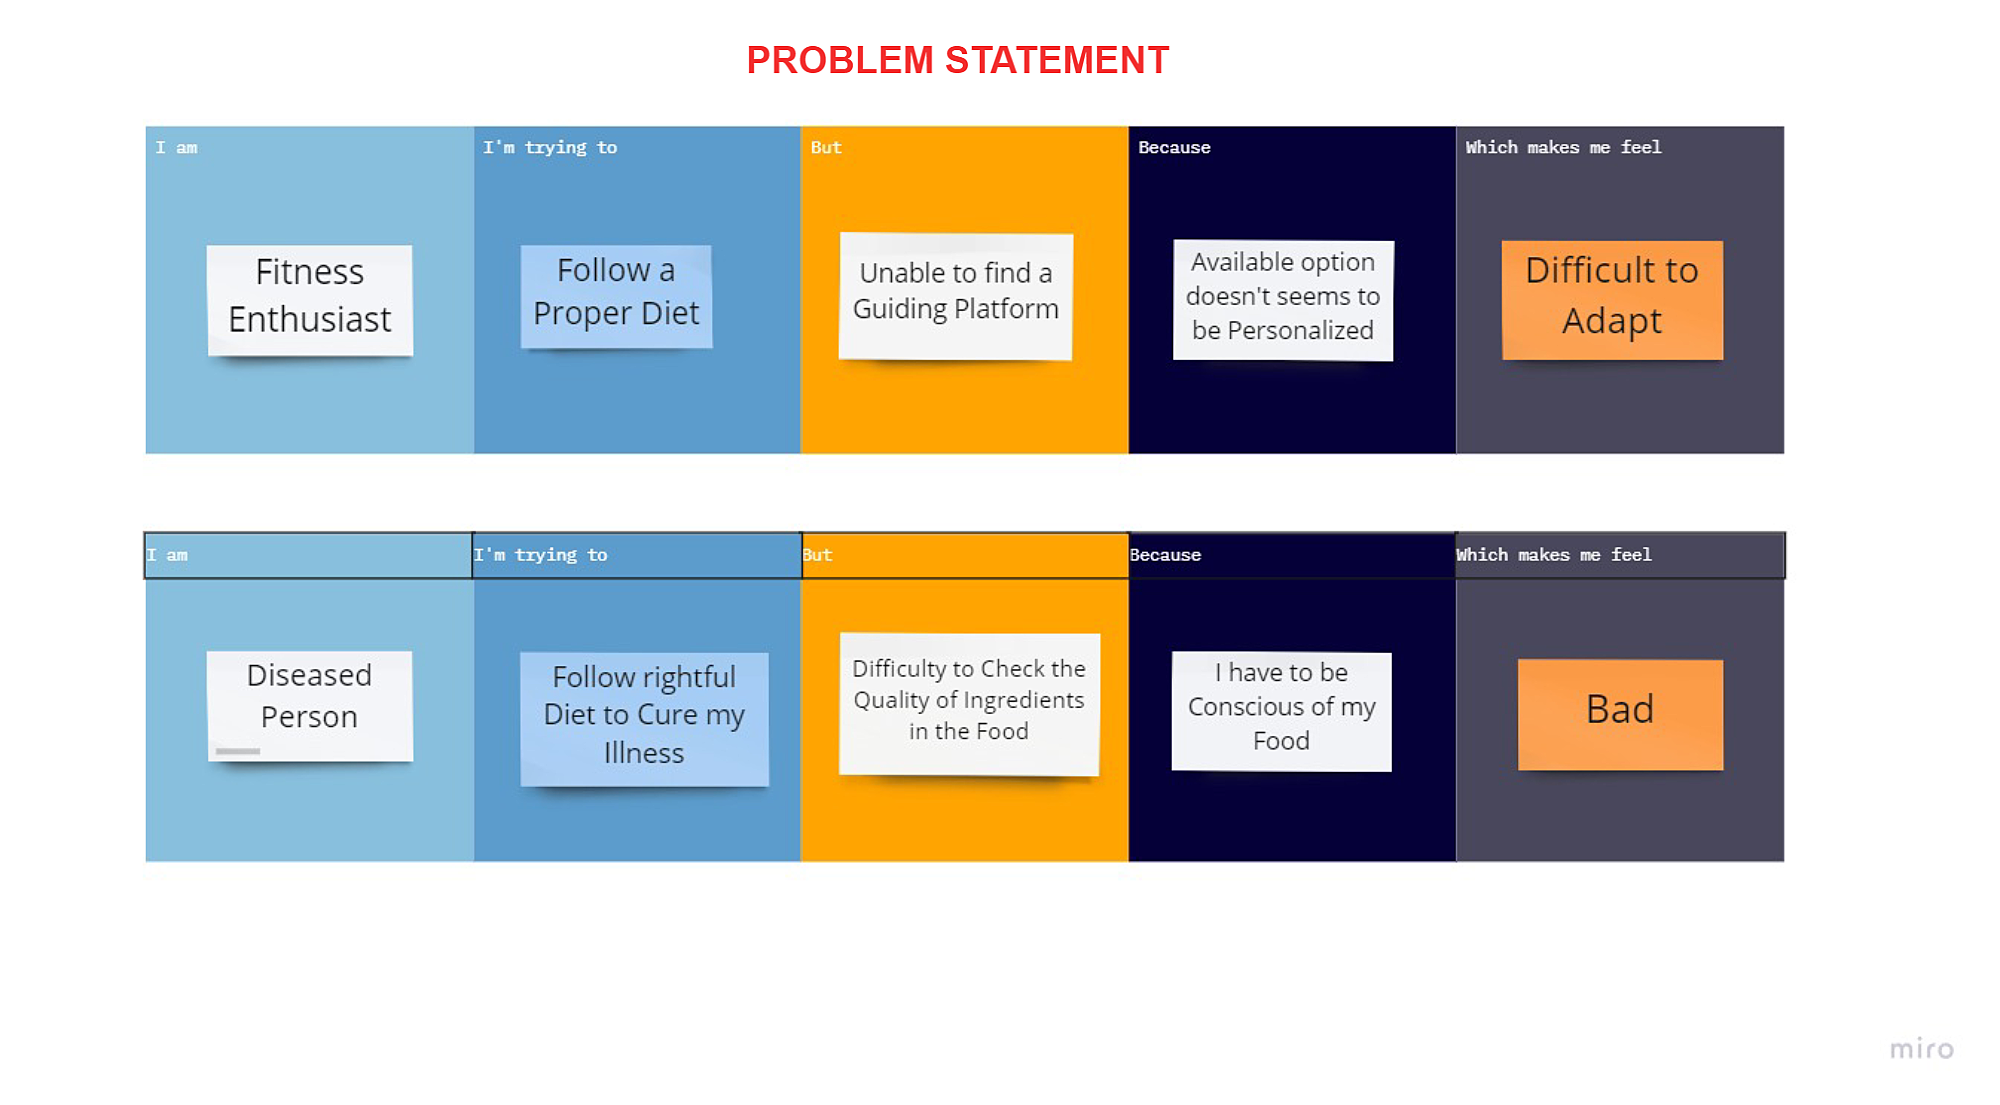 PROBLEM STATEMENT
I am
I'm trying to
But
Because
Which makes me feel
Fitness
Enthusiast
Follow a
Proper Diet
Unable to find a
Guiding Platform
Available option
doesn't seems to
be Personalized
Difficult to
Adapt
I am
I'm trying to
But
Because
Which makes me feel
Diseased
Person
Follow rightful
Diet to Cure my
Illness
Difficulty to Check the
Quality of Ingredients
in the Food
I have to be
Conscious of my
Food
Bad
miro